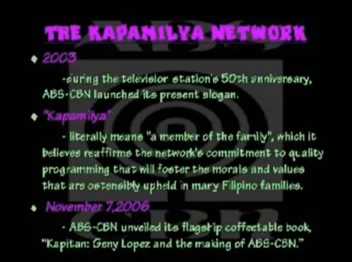 THE KAPAMILYA NETWORK
2003
-during the television station's 50th anniversary,
ABS-CBN launched its present slogan.
"Kapamilya"
- literally means "a member of the family", which it
believes reaffirms the network's commitment to quality
programming that will foster the morals and values
that are ostensibly upheld in many Filipino families.
November 7,2006
- ABS-CBN unveiled its flagship coffectable book,
"Kapitan: Geny Lopez and the making of ABS-CBN."
ABS
CBN